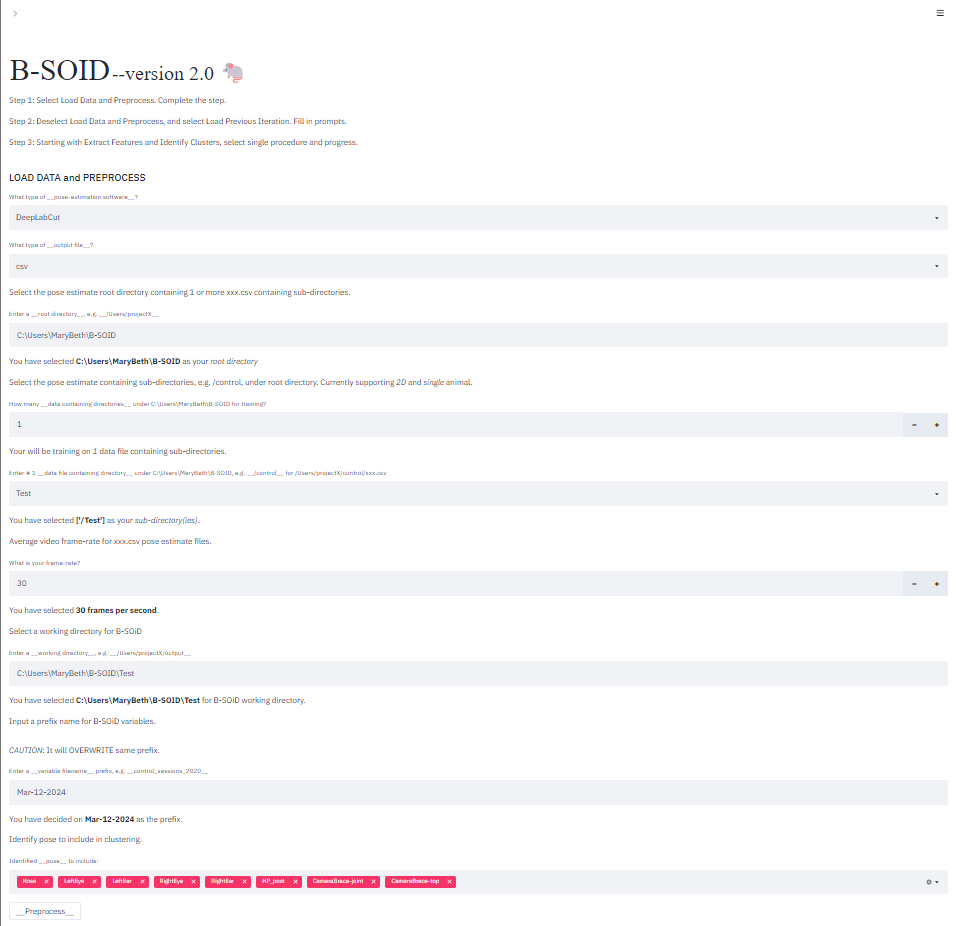 B-SOID --version 2.0
Step 1: Select Load Data and Preprocess. Complete the step.
Step 2: Deselect Load Data and Preprocess, and select Load Previous Iteration. Fill in prompts.
Step 3: Starting with Extract Features and Identify Clusters, select single procedure and progress.
LOAD DATA and PREPROCESS
What type of __pose-estimation software__?
DeepLabCut
What type of __output file__?
csv
Select the pose estimate root directory containing 1 or more xxx.csv containing sub-directories.
Enter a __root directory__, e.g. __/Users/projectX__
C:\Users\MaryBeth\B-SOID
You have selected C:\Users\MaryBeth\B-SOID as your root directory
Select the pose estimate containing sub-directories, e.g. /control, under root directory. Currently supporting 2D and single animal.
How many __data containing directories__ under C:\Users\MaryBeth\B-SOID for training?
1
Your will be training on 1 data file containing sub-directories.
Enter # 1 __data file containing directory__ under C:\Users\MaryBeth\B-SOID, e.g. __/control__ for /Users/projectX/control/xxx.csv
Test
You have selected ['/Test'] as your sub-directory(ies).
Average video frame-rate for xxx.csv pose estimate files.
What is your frame-rate?
30
You have selected 30 frames per second.
Select a working directory for B-SOiD
Enter a __working directory__, e.g. __/Users/projectX/output__
C:\Users\MaryBeth\B-SOID\Test
You have selected C:\Users\MaryBeth\B-SOID\Test for B-SOiD working directory.
Input a prefix name for B-SOiD variables.
CAUTION: It will OVERWRITE same prefix.
Enter a __variable filename__ prefix, e.g. __control_sessions_2020__
Mar-12-2024
You have decided on Mar-12-2024 as the prefix.
Identify pose to include in clustering.
Identified __pose__ to include:
Nose LeftEye LeftEar RightEye RightEar HP_post CameraBrace-joint CameraBrace-top
__Preprocess__